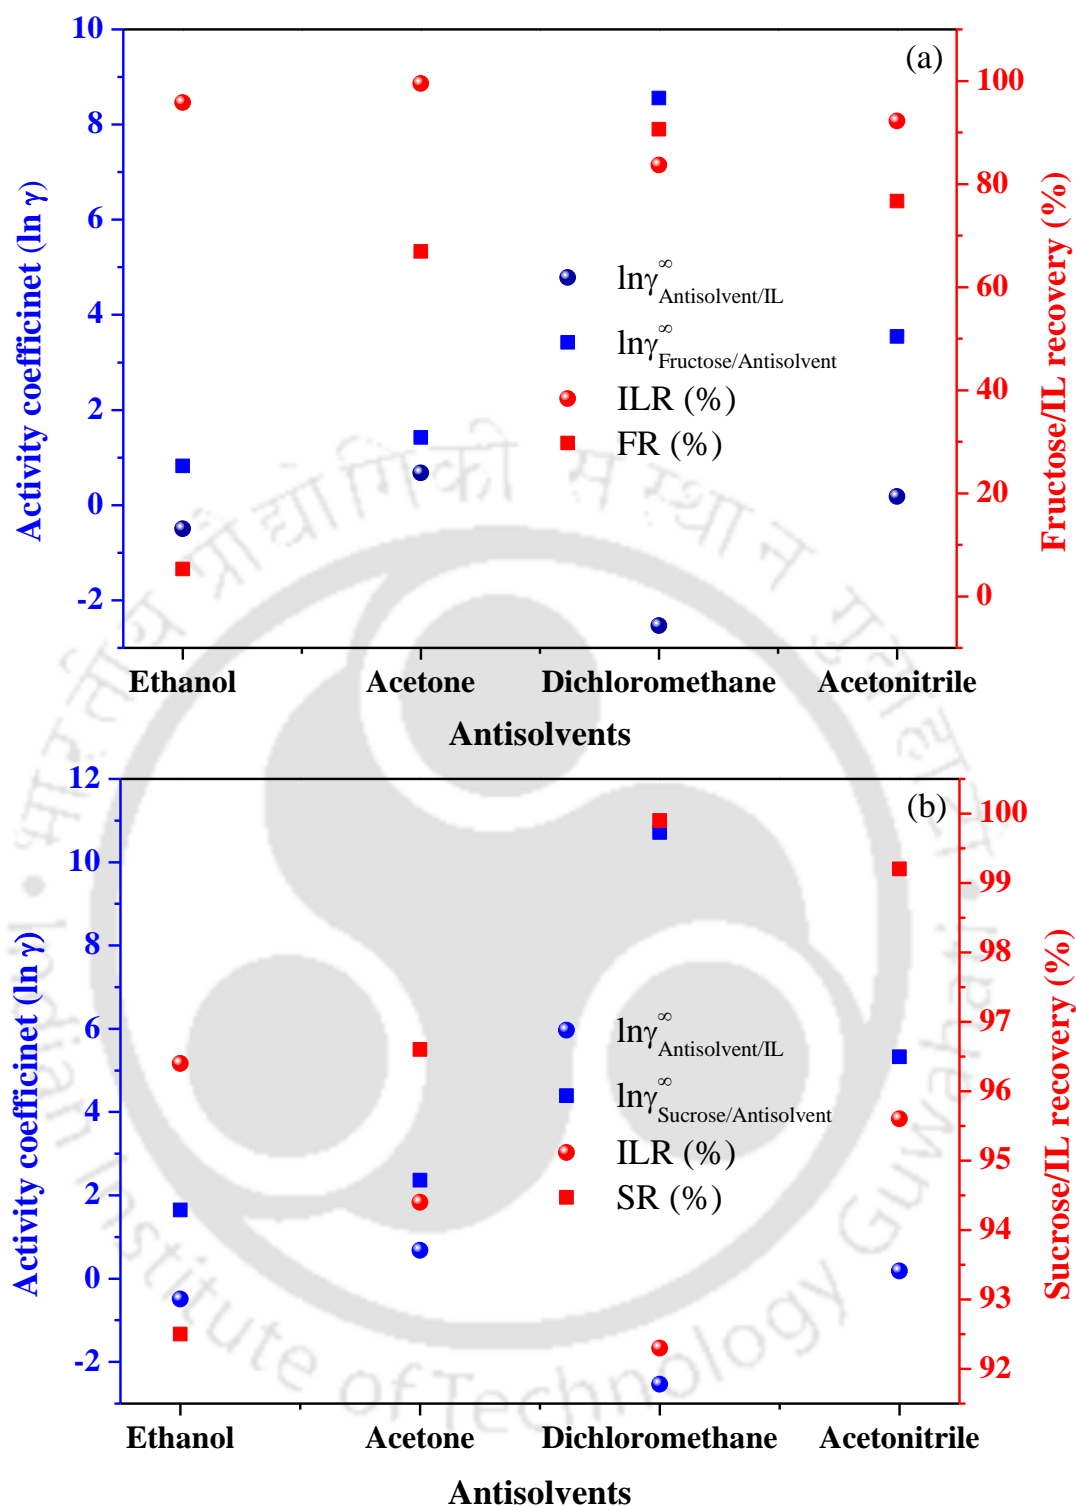 (a)
10
8
6
4
2
0
-2
100
80
60
40
20
0
Activity coefficinet (ln γ)
Fructose/IL recovery (%)
lnγ∞Antisolvent/IL
lnγ∞Fructose/Antisolvent
ILR (%)
FR (%)
Ethanol Acetone Dichloromethane Acetonitrile
Antisolvents
(b)
12
10
8
6
4
2
0
-2
100
99
98
97
96
95
94
93
92
Activity coefficinet (ln γ)
Sucrose/IL recovery (%)
lnγ∞Antisolvent/IL
lnγ∞Sucrose/Antisolvent
ILR (%)
SR (%)
Ethanol Acetone Dichloromethane Acetonitrile
Antisolvents
Indian Institute of Technology Guwahati